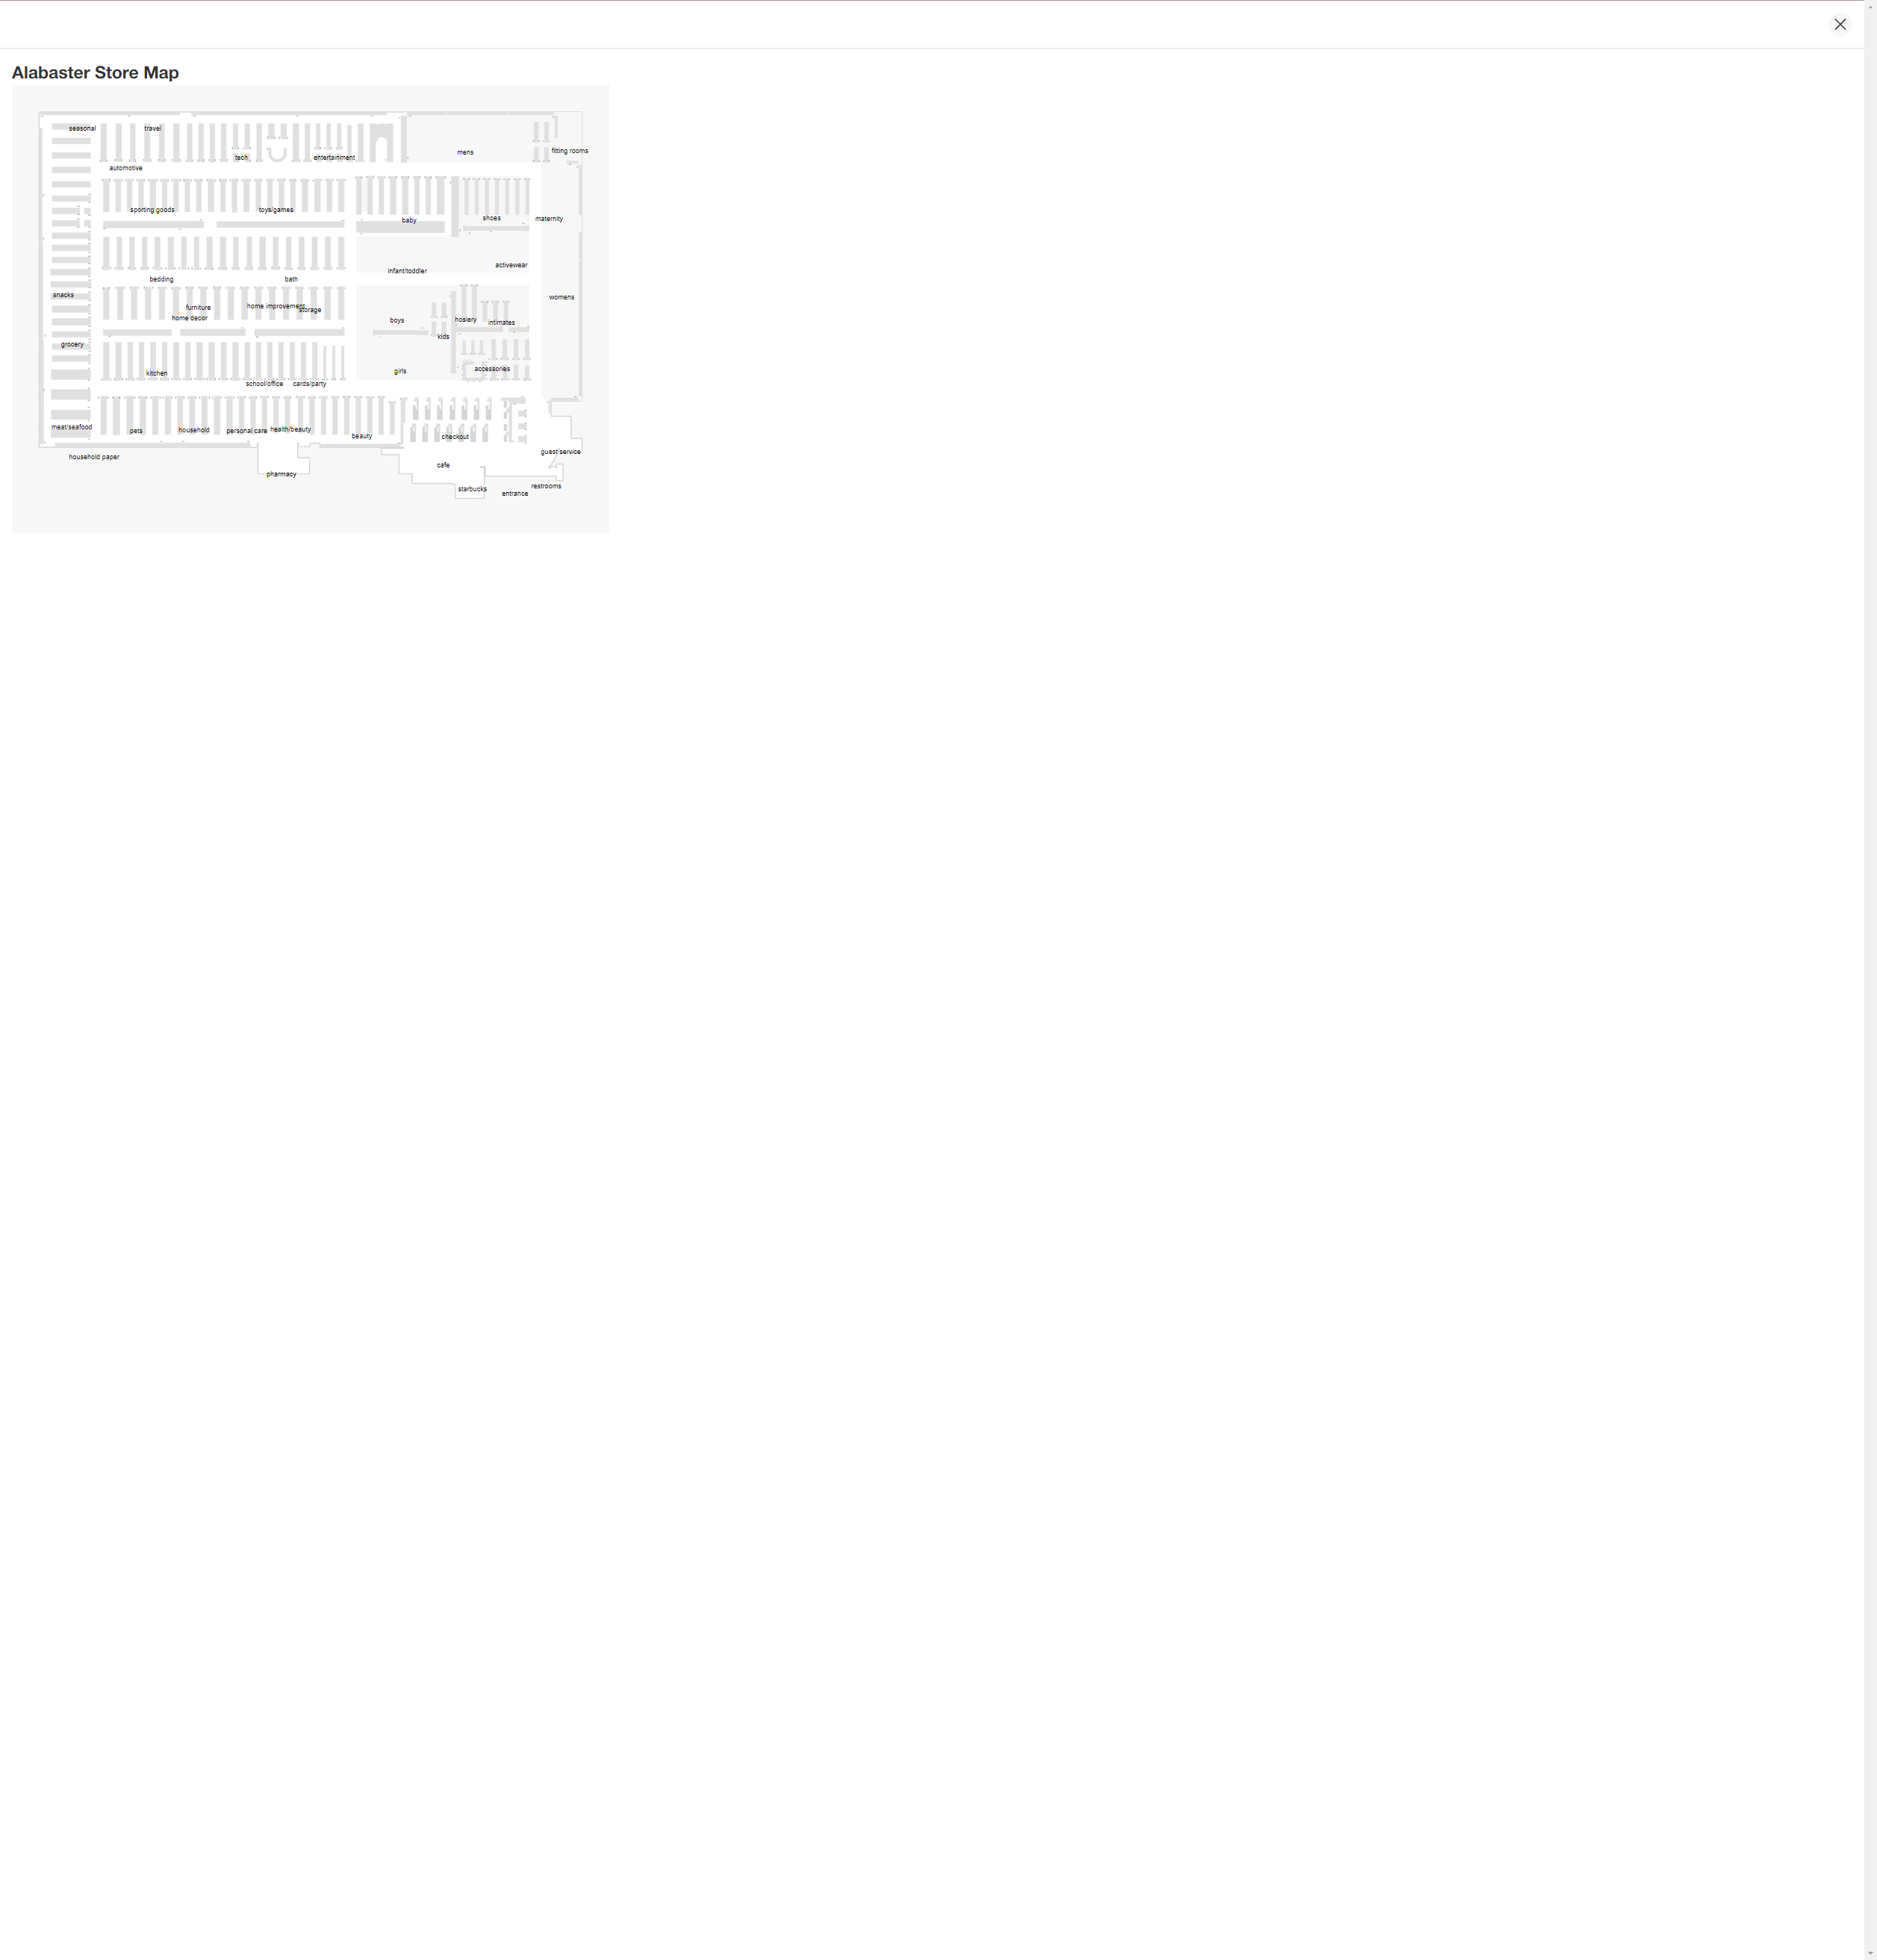 Alabaster Store Map
seasonal
travel
mens
fitting rooms
tech
entertainment
automotive
sporting goods
toys/games
baby
shoes
maternity
activewear
infant/toddler
bedding
bath
snacks
womens
furniture
home improvement
storage
home decor
boys
hosiery
intimates
kids
grocery
kitchen
girls
accessories
school/office
cards/party
meat/seafood
pets
household
personal care
health/beauty
beauty
checkout
household paper
guest service
cafe
pharmacy
starbucks
restrooms
entrance